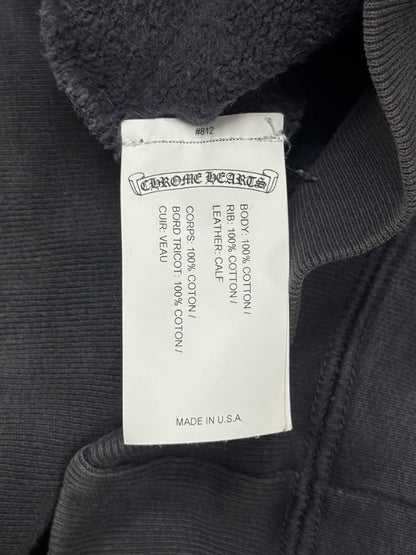 #812
CHROME HEARTS
BODY: 100% COTTON /
RIB: 100% COTTON /
LEATHER: CALF
CORPS: 100% COTON /
BORD TRICOT: 100% COTON /
CUIR: VEAU
MADE IN U.S.A.